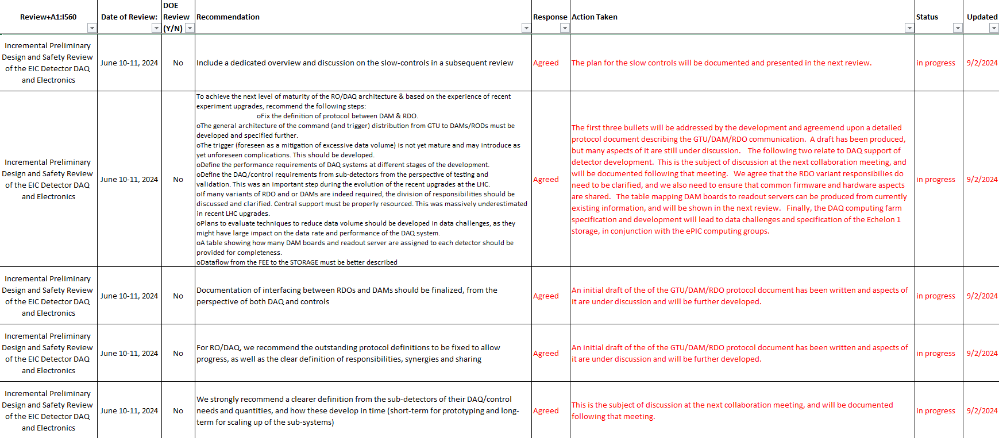 Review+A1:I560
Date of Review:
DOE
Review
(Y/N)
Recommendation
Response
Action Taken
Status
Updated
Incremental Preliminary
Design and Safety Review
of the EIC Detector DAQ
and Electronics
June 10-11, 2024
No
Include a dedicated overview and discussion on the slow-controls in a subsequent review
Agreed
The plan for the slow controls will be documented and presented in the next review.
in progress
9/2/2024
Incremental Preliminary
Design and Safety Review
of the EIC Detector DAQ
and Electronics
June 10-11, 2024
No
To achieve the next level of maturity of the RO/DAQ architecture & based on the experience of recent
experiment upgrades, recommend the following steps:
oFix the definition of protocol between DAM & RDO.
oThe general architecture of the command (and trigger) distribution from GTU to DAMs/RODs must be
developed and specified further.
oThe trigger (foreseen as a mitigation of excessive data volume) is not yet mature and may introduce as
yet unforeseen complications. This should be developed.
oDefine the performance requirements of DAQ systems at different stages of the development.
oDefine the DAQ/control requirements from sub-detectors from the perspective of testing and
validation. This was an important step during the evolution of the recent upgrades at the LHC.
oIf many variants of RDO and or DAMs are indeed required, the division of responsibilities should be
discussed and clarified. Central support must be properly resourced. This was massively underestimated
in recent LHC upgrades.
oPlans to evaluate techniques to reduce data volume should be developed in data challenges, as they
might have large impact on the data rate and performance of the DAQ system.
oA table showing how many DAM boards and readout server are assigned to each detector should be
provided for completeness.
oDataflow from the FEE to the STORAGE must be better described
Agreed
The first three bullets will be addressed by the development and agreemend upon a detailed
protocol document describing the GTU/DAM/RDO communication.  A draft has been produced,
but many aspects of it are still under discussion.   The following two relate to DAQ support of
detector development.  This is the subject of discussion at the next collaboration meeting, and
will be documented following that meeting.   We agree that the RDO variant responsibilies do
need to be clarified, and we also need to ensure that common firmware and hardware aspects
are shared.   The table mapping DAM boards to readout servers can be produced from currently
existing information, and will be shown in the next review.   Finally, the DAQ computing farm
specification and development will lead to data challenges and specification of the Echelon 1
storage, in conjunction with the ePIC computing groups.
in progress
9/2/2024
Incremental Preliminary
Design and Safety Review
of the EIC Detector DAQ
and Electronics
June 10-11, 2024
No
Documentation of interfacing between RDOs and DAMs should be finalized, from the
perspective of both DAQ and controls
Agreed
An initial draft of the of the GTU/DAM/RDO protocol document has been written and aspects of
it are under discussion and will be further developed.
in progress
9/2/2024
Incremental Preliminary
Design and Safety Review
of the EIC Detector DAQ
and Electronics
June 10-11, 2024
No
For RO/DAQ, we recommend the outstanding protocol definitions to be fixed to allow
progress, as well as the clear definition of responsibilities, synergies and sharing
Agreed
An initial draft of the of the GTU/DAM/RDO protocol document has been written and aspects of
it are under discussion and will be further developed.
in progress
9/2/2024
Incremental Preliminary
Design and Safety Review
of the EIC Detector DAQ
and Electronics
June 10-11, 2024
No
We strongly recommend a clearer definition from the sub-detectors of their DAQ/control
needs and quantities, and how these develop in time (short-term for prototyping and long-
term for scaling up of the sub-systems)
Agreed
This is the subject of discussion at the next collaboration meeting, and will be documented
following that meeting.
in progress
9/2/2024